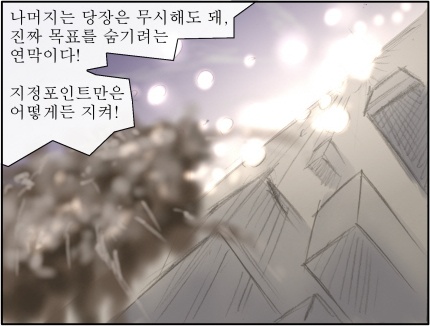 나머지는 당장은 무시해도 돼,
진짜 목표를 숨기려는
연막이다!
지정포인트만은
어떻게든 지켜!